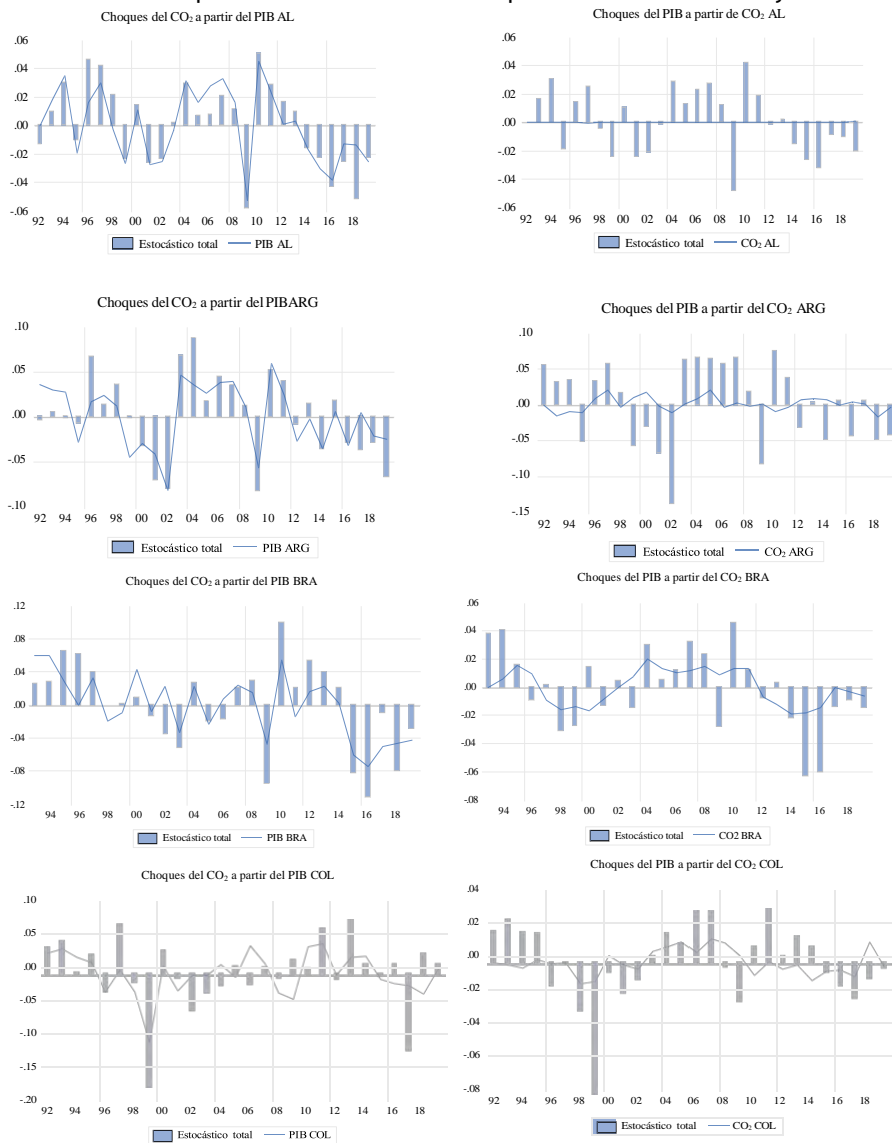 Choques del CO₂ a partir del PIB AL
.06
.04
.02
.00
-.02
-.04
-.06
92 94 96 98 00 02 04 06 08 10 12 14 16 18
Estocástico total PIB AL
Choques del PIB a partir de CO₂ AL
.06
.04
.02
.00
-.02
-.04
-.06
92 94 96 98 00 02 04 06 08 10 12 14 16 18
Estocástico total CO₂ AL
Choques del CO₂ a partir del PIBARG
.10
.05
.00
-.05
-.10
92 94 96 98 00 02 04 06 08 10 12 14 16 18
Estocástico total PIB ARG
Choques del PIB a partir del CO₂ ARG
.10
.05
.00
-.05
-.10
-.15
92 94 96 98 00 02 04 06 08 10 12 14 16 18
Estocástico total CO₂ ARG
Choques del CO₂ a partir del PIB BRA
.12
.08
.04
.00
-.04
-.08
-.12
94 96 98 00 02 04 06 08 10 12 14 16 18
Estocástico total PIB BRA
Choques del PIB a partir del CO₂ BRA
.06
.04
.02
.00
-.02
-.04
-.06
-.08
94 96 98 00 02 04 06 08 10 12 14 16 18
Estocástico total CO2 BRA
Choques del CO₂ a partir del PIB COL
.10
.05
.00
-.05
-.10
-.15
-.20
92 94 96 98 00 02 04 06 08 10 12 14 16 18
Estocástico total PIB COL
Choques del PIB a partir del CO₂ COL
.04
.02
.00
-.02
-.04
-.06
-.08
92 94 96 98 00 02 04 06 08 10 12 14 16 18
Estocástico total CO₂ COL